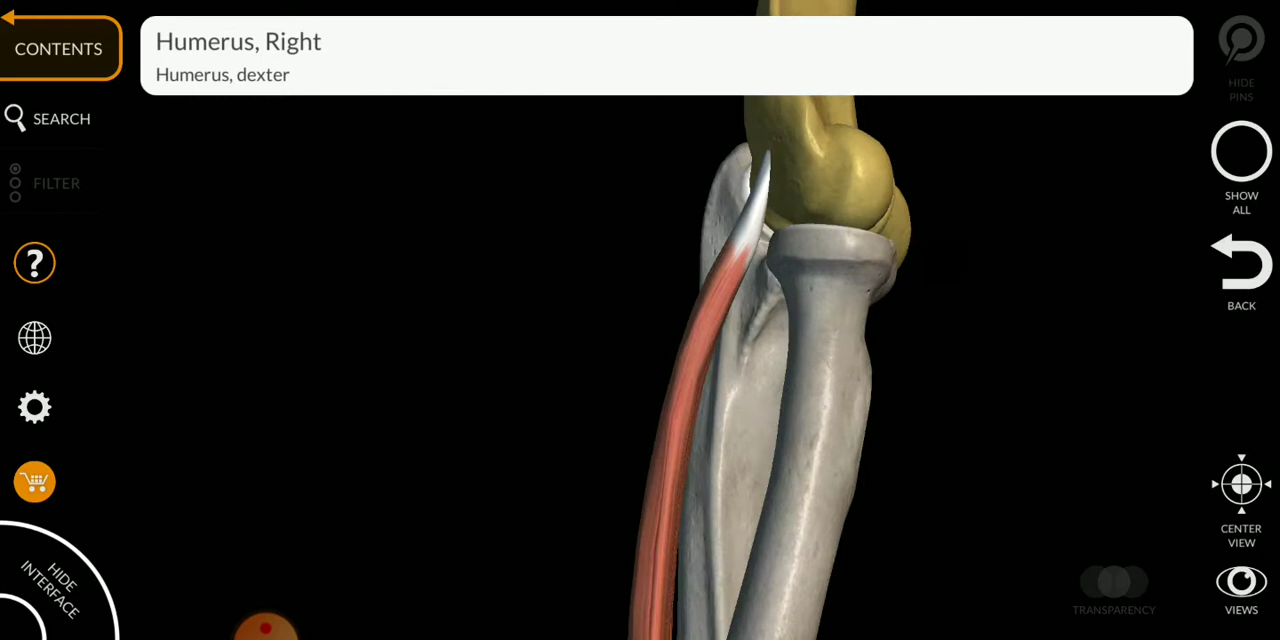 CONTENTS
Humerus, Right
Humerus, dexter
SEARCH
FILTER
?
HIDE
INTERFACE
HIDE
PINS
SHOW
ALL
BACK
CENTER
VIEW
TRANSPARENCY
VIEWS